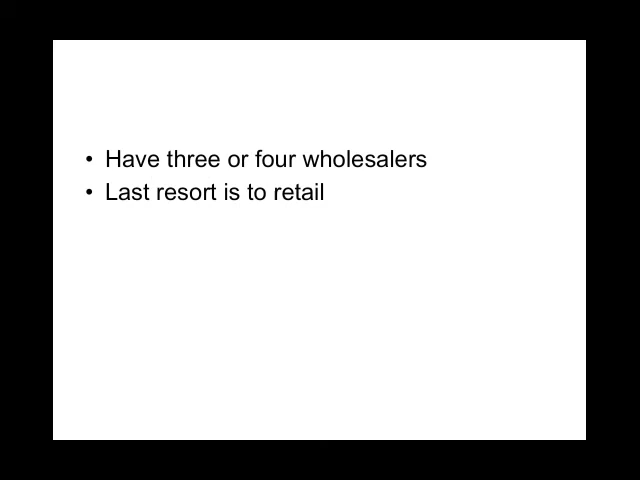 • Have three or four wholesalers
• Last resort is to retail